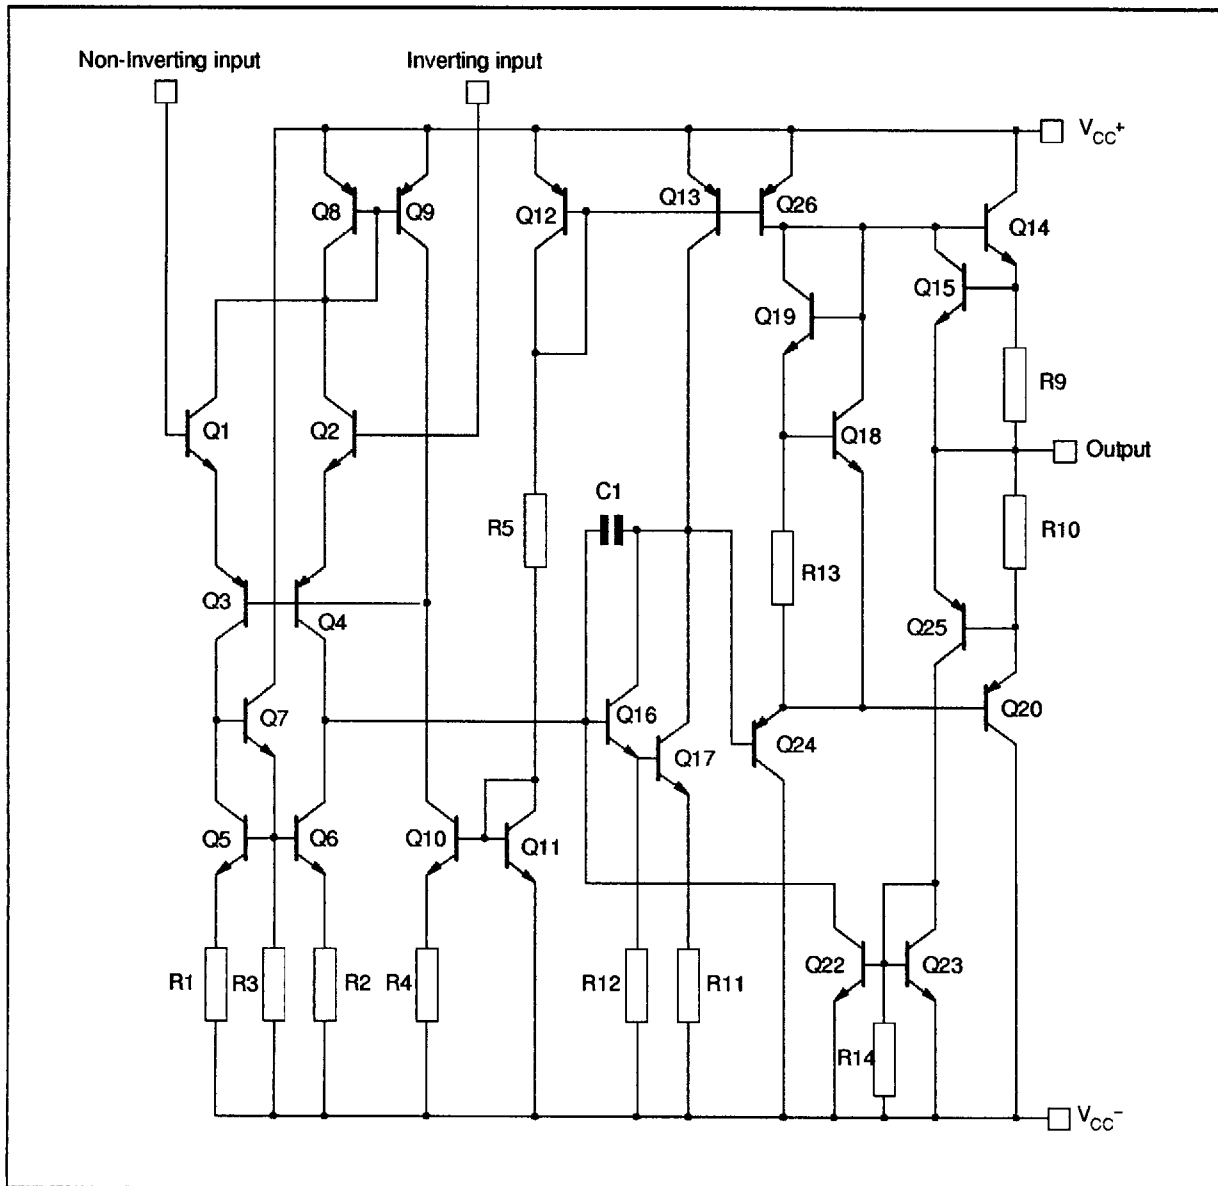 Non-Inverting input
Inverting input
VCC+
Q8
Q9
Q12
Q13
Q26
Q14
Q15
Q19
R9
Q1
Q2
Q18
Output
C1
R5
R10
R13
Q3
Q4
Q25
Q7
Q16
Q17
Q24
Q20
Q5
Q6
Q10
Q11
Q22
Q23
R1
R3
R2
R4
R12
R11
R14
VCC−